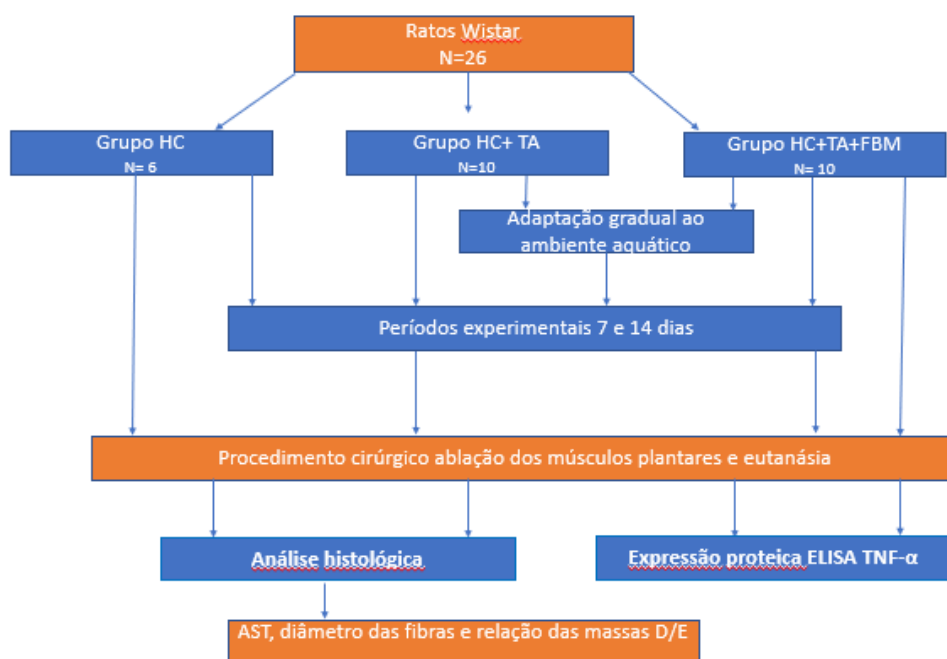 Ratos Wistar
N=26
Grupo HC
N= 6
Grupo HC+ TA
N=10
Grupo HC+TA+FBM
N= 10
Adaptação gradual ao
ambiente aquático
Períodos experimentais 7 e 14 dias
Procedimento cirúrgico ablação dos músculos plantares e eutanásia
Análise histológica
Expressão proteica ELISA TNF-α
AST, diâmetro das fibras e relação das massas D/E